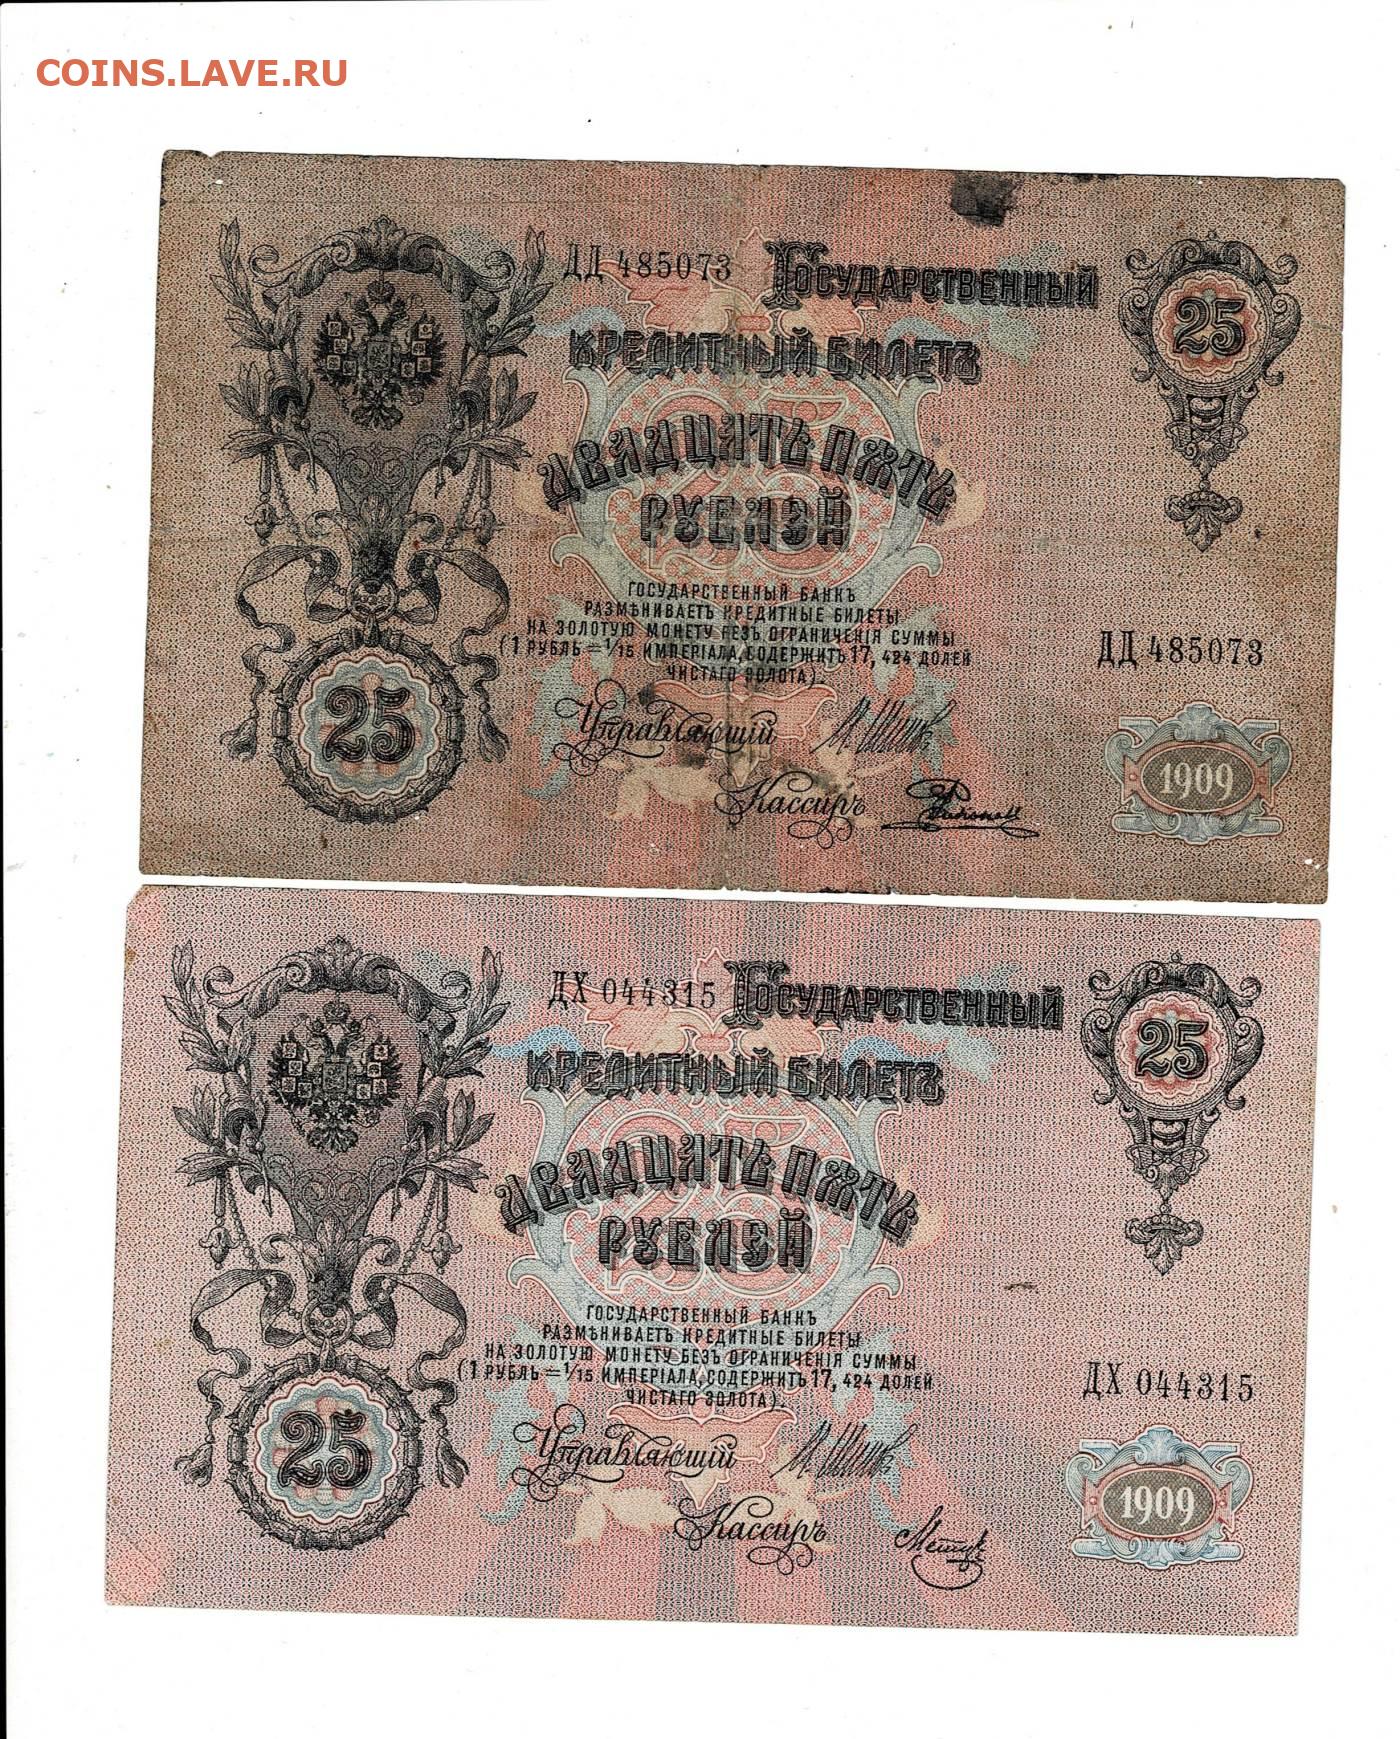 COINS.LAVE.RU
ДД 485073
Государственный
25
кредитный билетъ
25
двадцать пять
рублей
Государственный банкъ
размѣниваетъ кредитные билеты
на золотую монету безъ ограниченія суммы
(1 рубль = 1/15 имперіала, содержитъ 17,424 долей
чистаго золота).
ДД 485073
25
Управляющій
Кассиръ
1909
ДХ 044315
Государственный
25
кредитный билетъ
25
двадцать пять
рублей
Государственный банкъ
размѣниваетъ кредитные билеты
на золотую монету безъ ограниченія суммы
(1 рубль = 1/15 имперіала, содержитъ 17,424 долей
чистаго золота).
ДХ 044315
25
Управляющій
Кассиръ
1909